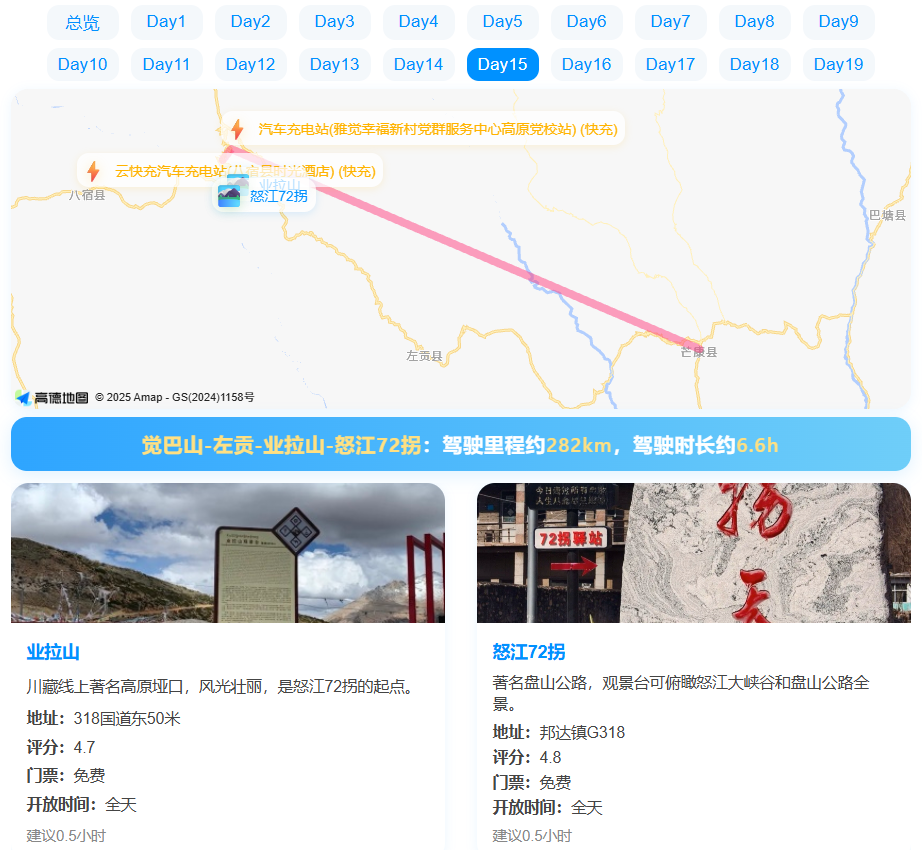 总览 Day1 Day2 Day3 Day4 Day5 Day6 Day7 Day8 Day9
Day10 Day11 Day12 Day13 Day14 Day15 Day16 Day17 Day18 Day19
汽车充电站(雅觉幸福新村党群服务中心高原党校站) (快充)
云快充汽车充电站(八宿县时光酒店) (快充)
业拉山
怒江72拐
八宿县
巴塘县
左贡县
芒康县
高德地图 © 2025 Amap - GS(2024)1158号
觉巴山-左贡-业拉山-怒江72拐：驾驶里程约282km，驾驶时长约6.6h
72拐驿站
拐
天
业拉山
川藏线上著名高原垭口，风光壮丽，是怒江72拐的起点。
地址：318国道东50米
评分：4.7
门票：免费
开放时间：全天
建议0.5小时
怒江72拐
著名盘山公路，观景台可俯瞰怒江大峡谷和盘山公路全
景。
地址：邦达镇G318
评分：4.8
门票：免费
开放时间：全天
建议0.5小时